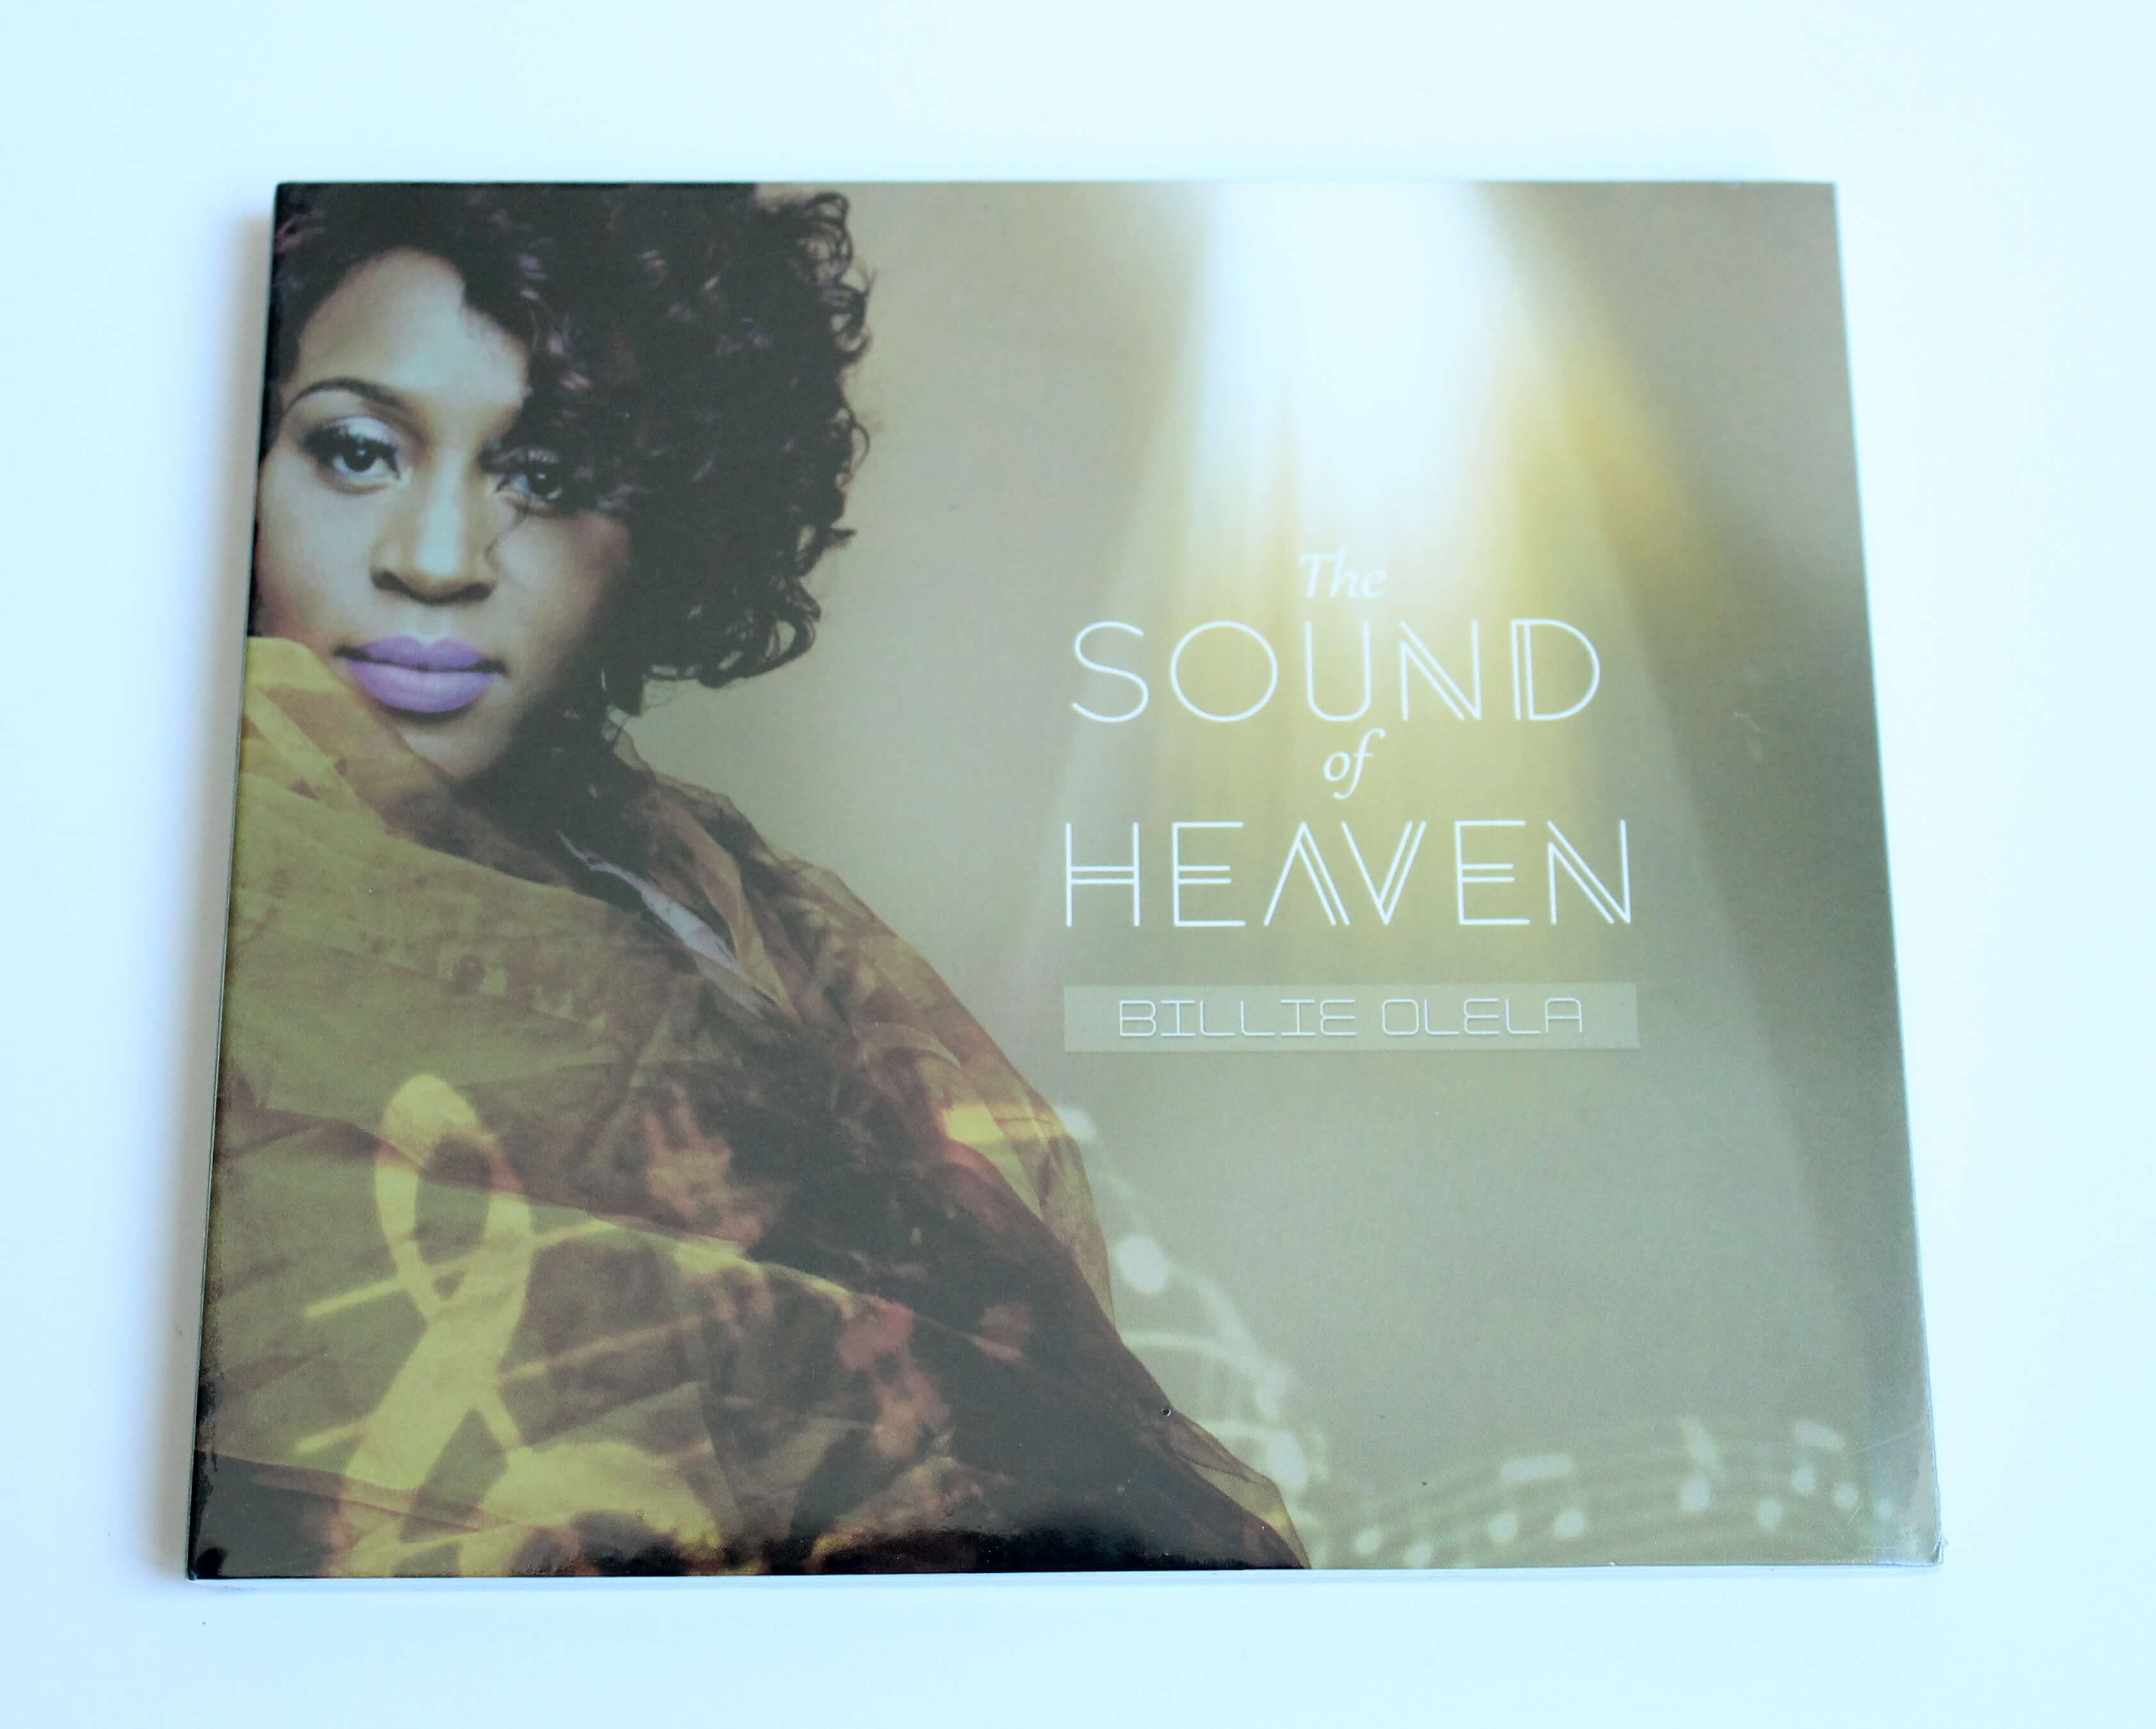 The
SOUND
of
HEAVEN
BILLIE OLELA